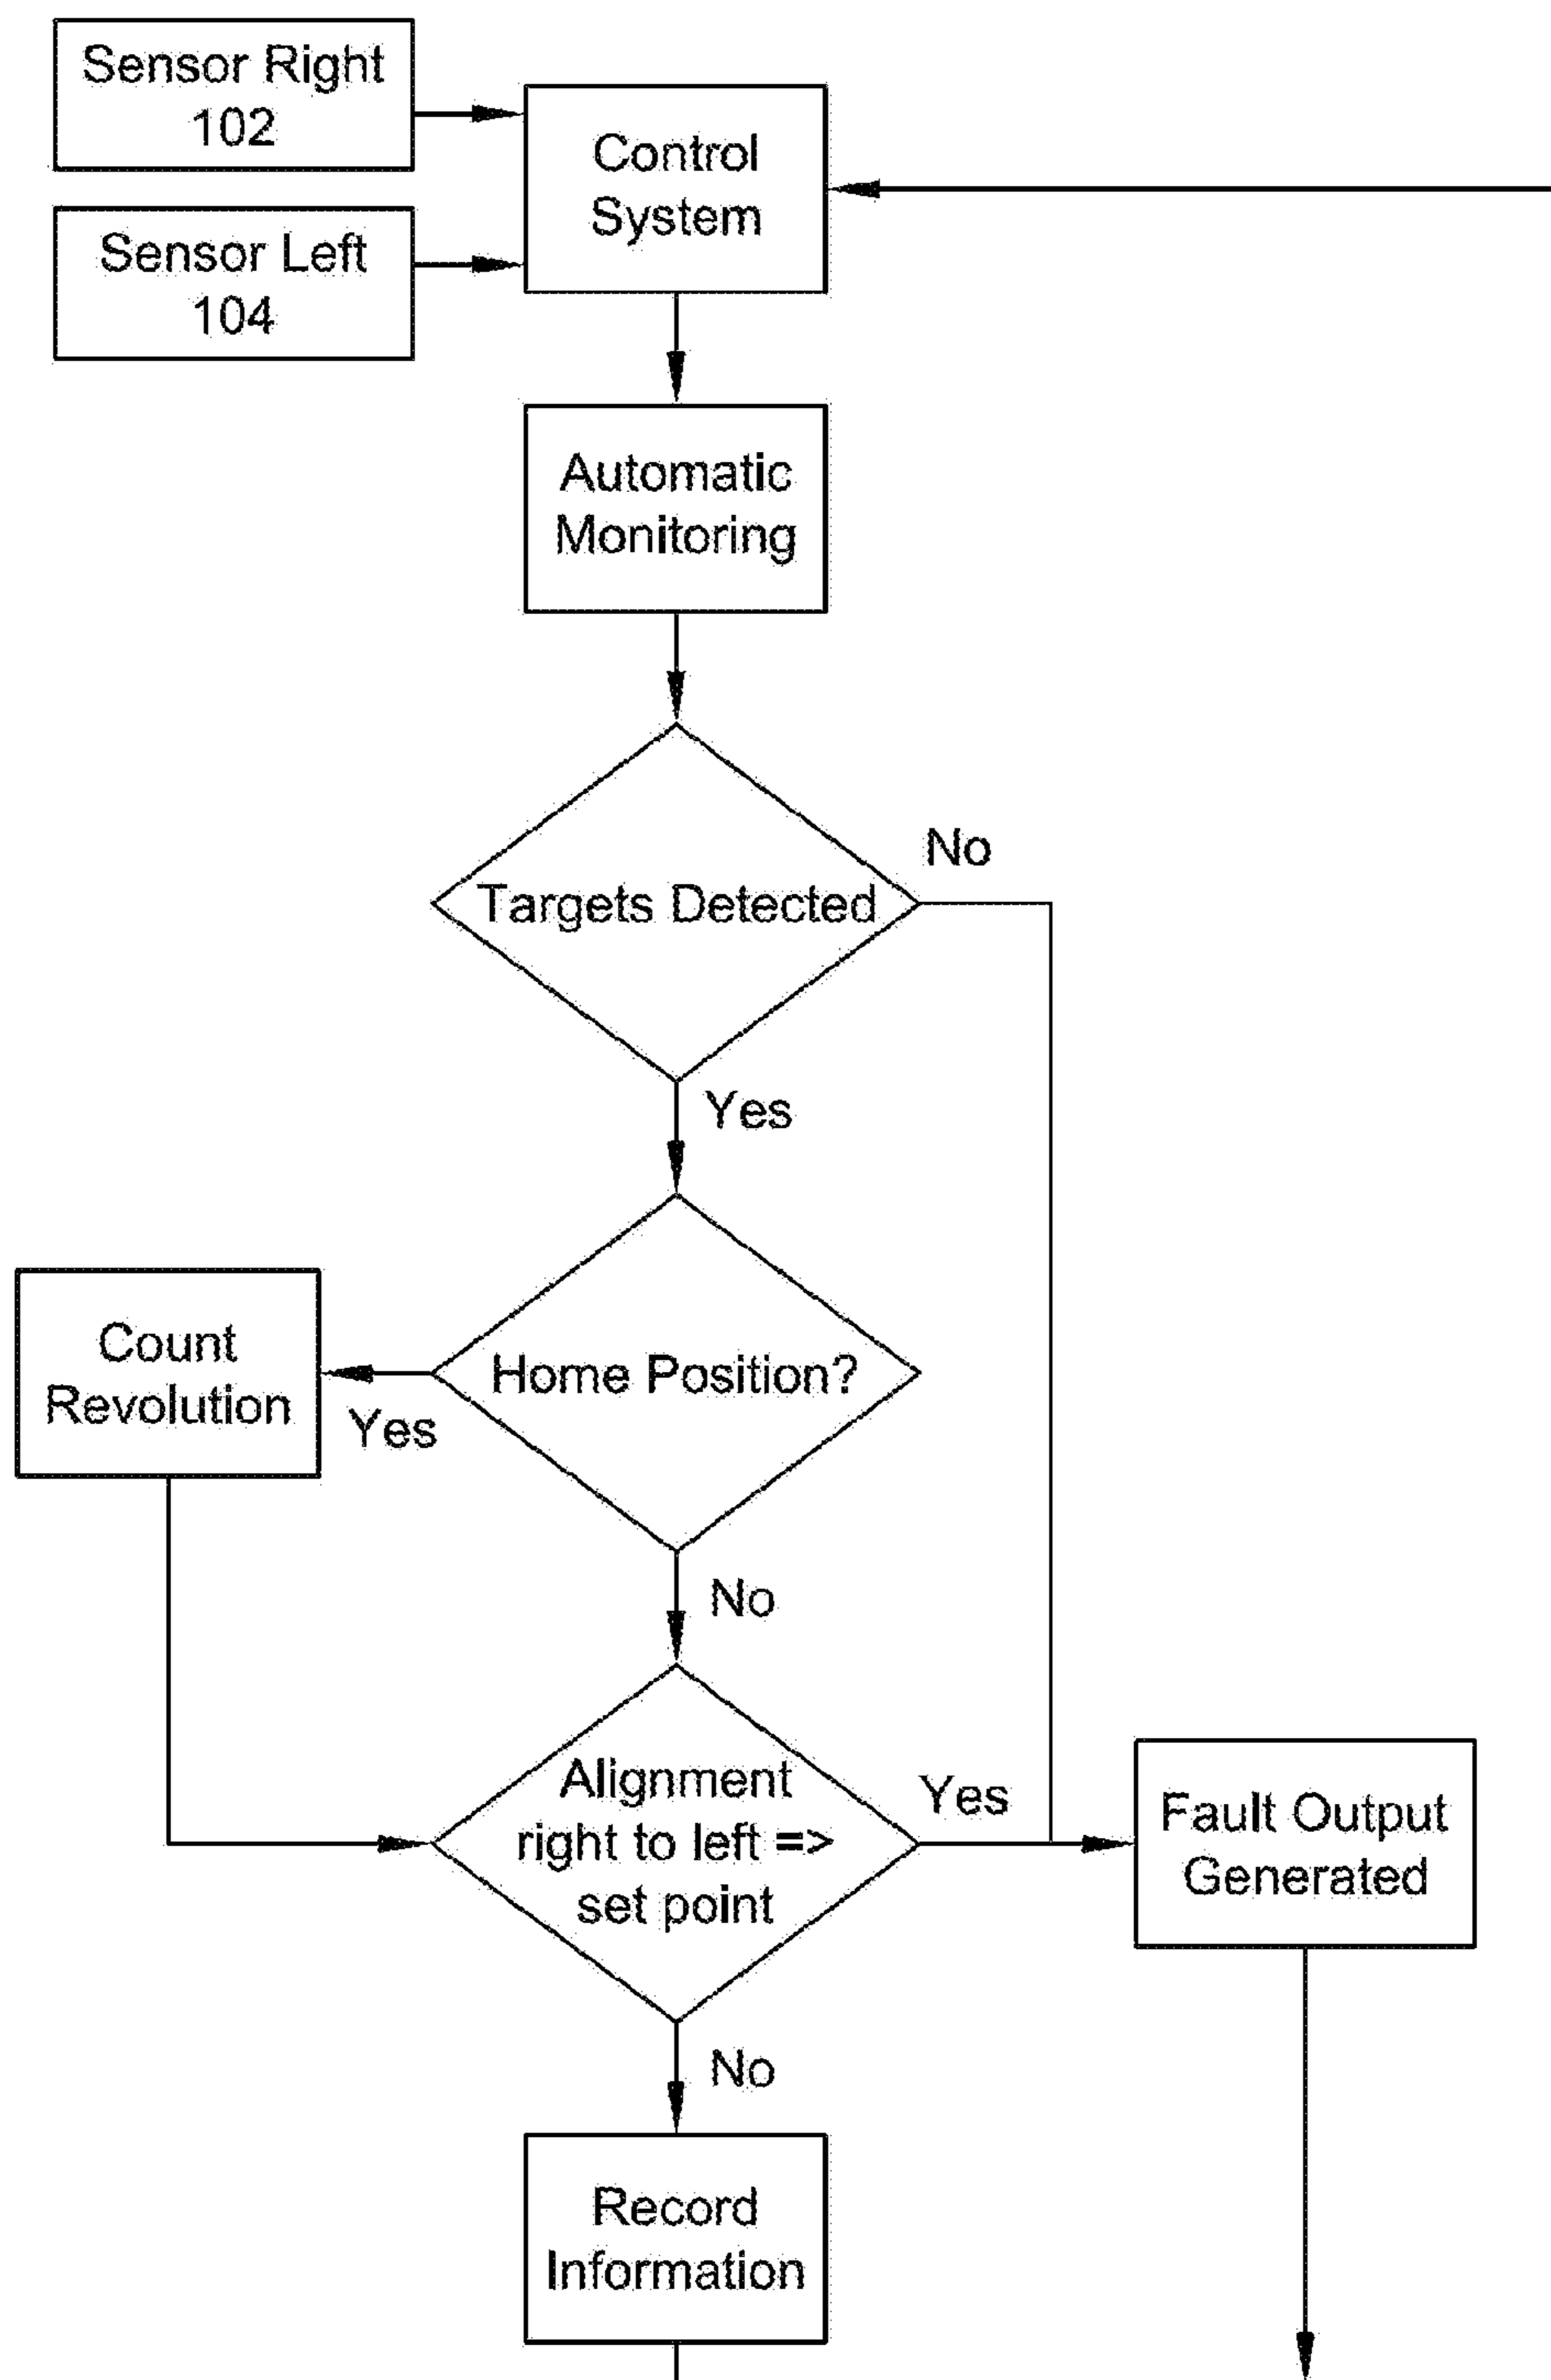 Sensor Right
102
Control
System
Sensor Left
104
Automatic
Monitoring
No
Targets Detected
Yes
Count
Revolution
Home Position?
Yes
No
Alignment
right to left =>
set point
Yes
Fault Output
Generated
No
Record
Information